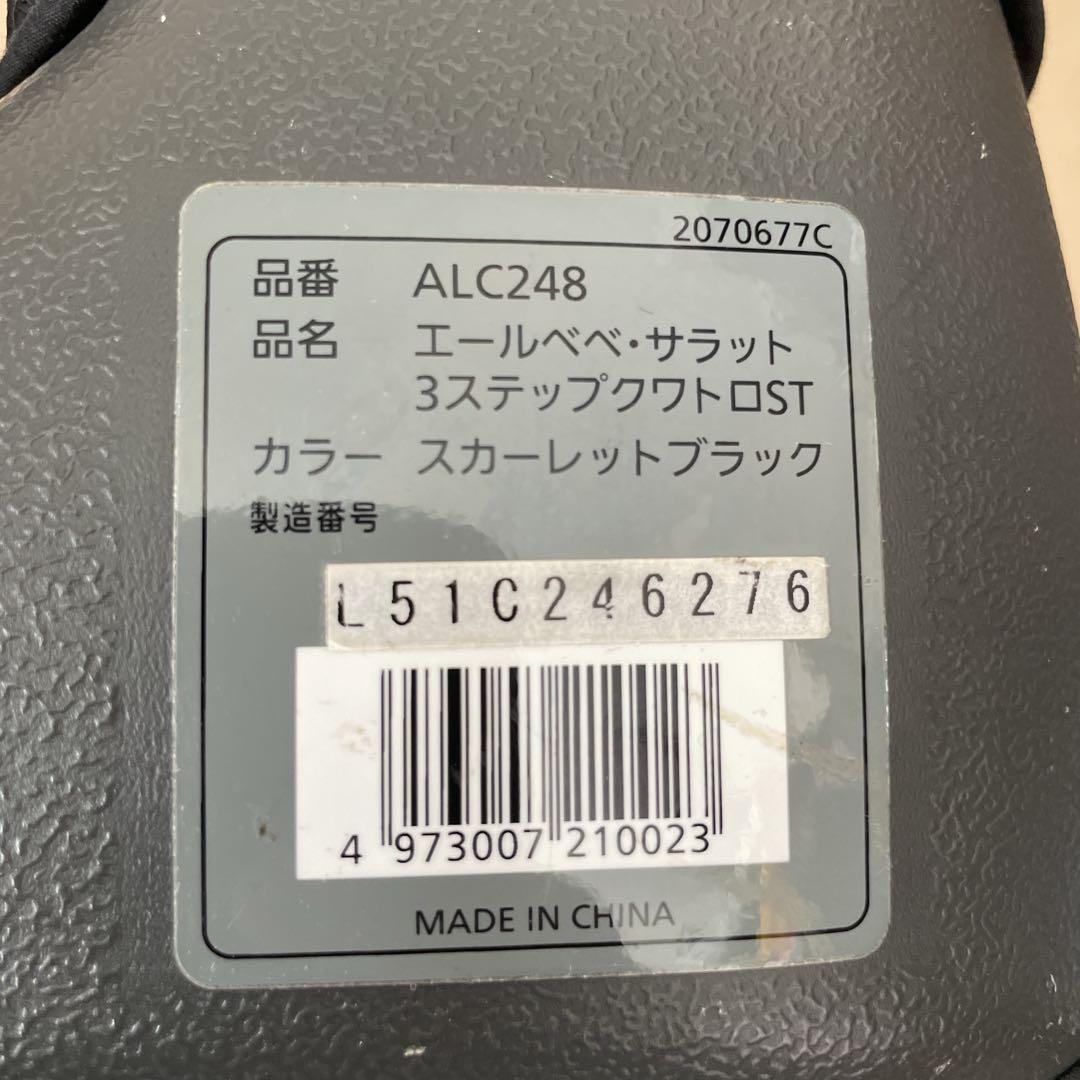 2070677C
品番 ALC248
品名 エールベベ・サラット
3ステップクワトロST
カラー スカーレットブラック
製造番号
L51C246276
4 973007 210023
MADE IN CHINA